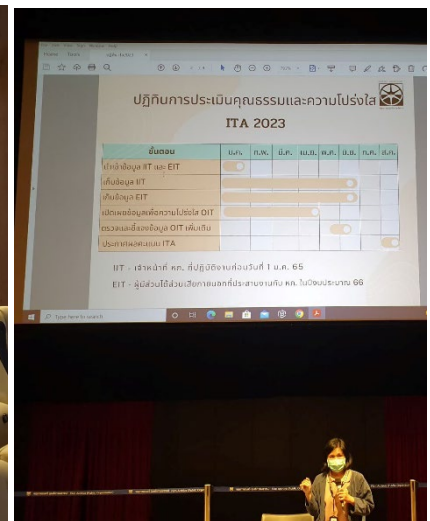 ปฏิทินการประเมินคุณธรรมและความโปร่งใส
ITA 2023
ขั้นตอน ม.ค. ก.พ. มี.ค. เม.ย. พ.ค. มิ.ย. ก.ค. ส.ค.
นำเข้าข้อมูล IIT และ EIT
เก็บข้อมูล IIT
เก็บข้อมูล EIT
เปิดเผยข้อมูลเพื่อความโปร่งใส OIT
ตรวจและชี้แจงข้อมูล OIT เพิ่มเติม
ประกาศผลคะแนน ITA
IIT - เจ้าหน้าที่ หภ. ที่ปฏิบัติงานก่อนวันที่ 1 ม.ค. 65
EIT - ผู้มีส่วนได้ส่วนเสียภายนอกที่ประสานงานกับ หภ. ในปีงบประมาณ 66
Type here to search